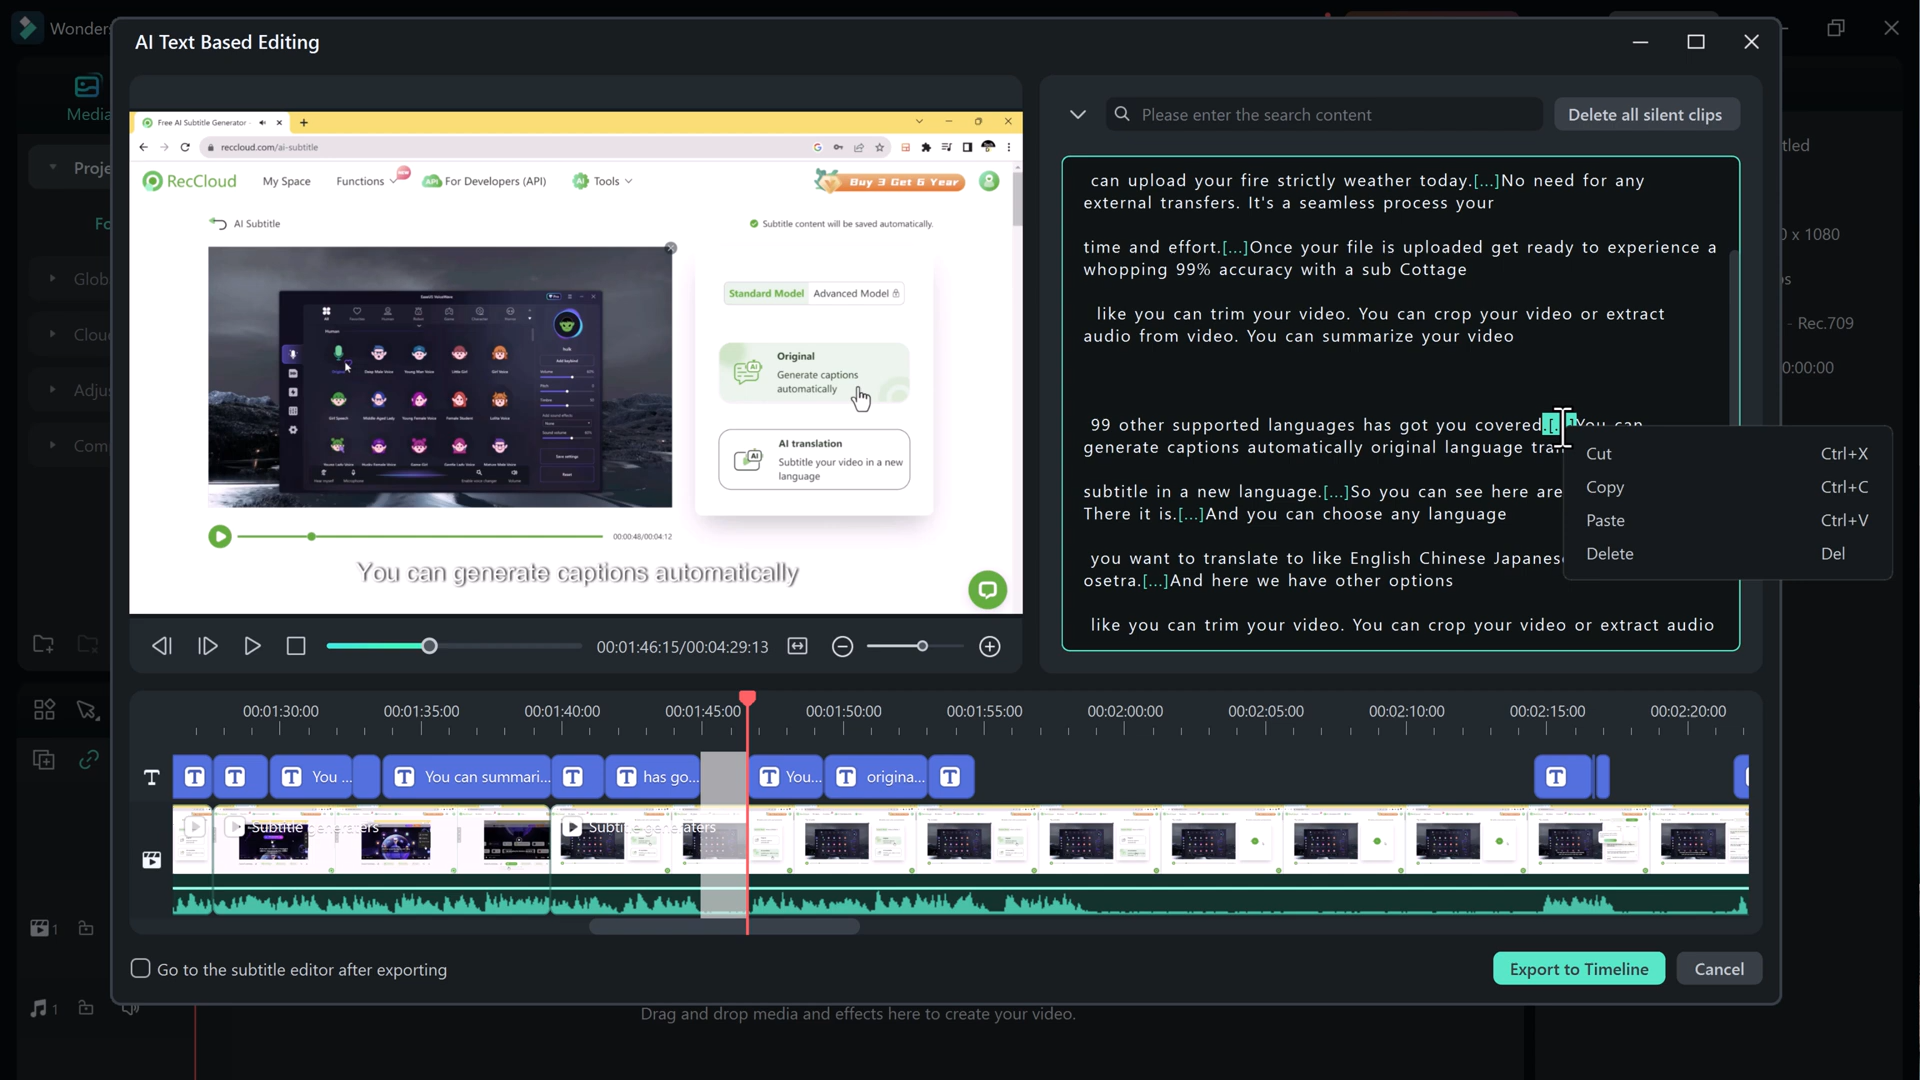 Wonders
AI Text Based Editing
Media
Proje
Fo
Glob
Clou
Adju
Com
Free AI Subtitle Generator
reccloud.com/ai-subtitle
RecCloud
My Space
Functions
NEW
API
For Developers (API)
AI
Tools
Buy 3 Get 6 Year
AI Subtitle
Subtitle content will be saved automatically.
Human
Standard Model
Advanced Model
Original
Generate captions
automatically
AI translation
Subtitle your video in a new
language
00:00:48/00:04:12
You can generate captions automatically
Please enter the search content
Delete all silent clips
can upload your fire strictly weather today.[...]No need for any
external transfers. It's a seamless process your
time and effort.[...]Once your file is uploaded get ready to experience a
whopping 99% accuracy with a sub Cottage
like you can trim your video. You can crop your video or extract
audio from video. You can summarize your video
99 other supported languages has got you covered.[...]You can
generate captions automatically original language tra
subtitle in a new language.[...]So you can see here are
There it is.[...]And you can choose any language
you want to translate to like English Chinese Japanes
osetra.[...]And here we have other options
like you can trim your video. You can crop your video or extract audio
Cut Ctrl+X
Copy Ctrl+C
Paste Ctrl+V
Delete Del
tled
0 x 1080
ps
- Rec.709
0:00:00
00:01:46:15/00:04:29:13
00:01:30:00 00:01:35:00 00:01:40:00 00:01:45:00 00:01:50:00 00:01:55:00 00:02:00:00 00:02:05:00 00:02:10:00 00:02:15:00 00:02:20:00
T T T T You ... T You can summari... T T has go... T You... T origina... T T
Subtitle generaters
Subtitle generaters
1
1
Go to the subtitle editor after exporting
Export to Timeline
Cancel
Drag and drop media and effects here to create your video.